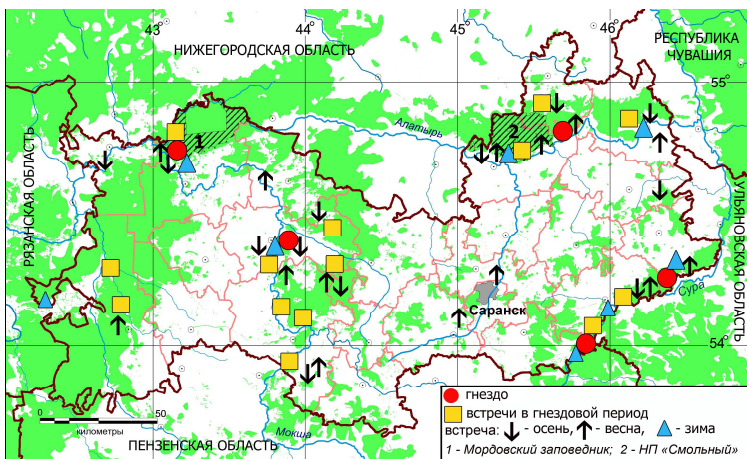 43°
44
45
46°
НИЖЕГОРОДСКАЯ ОБЛАСТЬ
РЕСПУБЛИКА
ЧУВАШИЯ
55
Алатырь
1
2
РЯЗАНСКАЯ ОБЛАСТЬ
УЛЬЯНОВСКАЯ ОБЛАСТЬ
Сура
Саранск
54
0 50
километры
Мокша
ПЕНЗЕНСКАЯ ОБЛАСТЬ
гнездо
встречи в гнездовой период
встреча: - осень, - весна, - зима
1 - Мордовский заповедник; 2 - НП «Смольный»